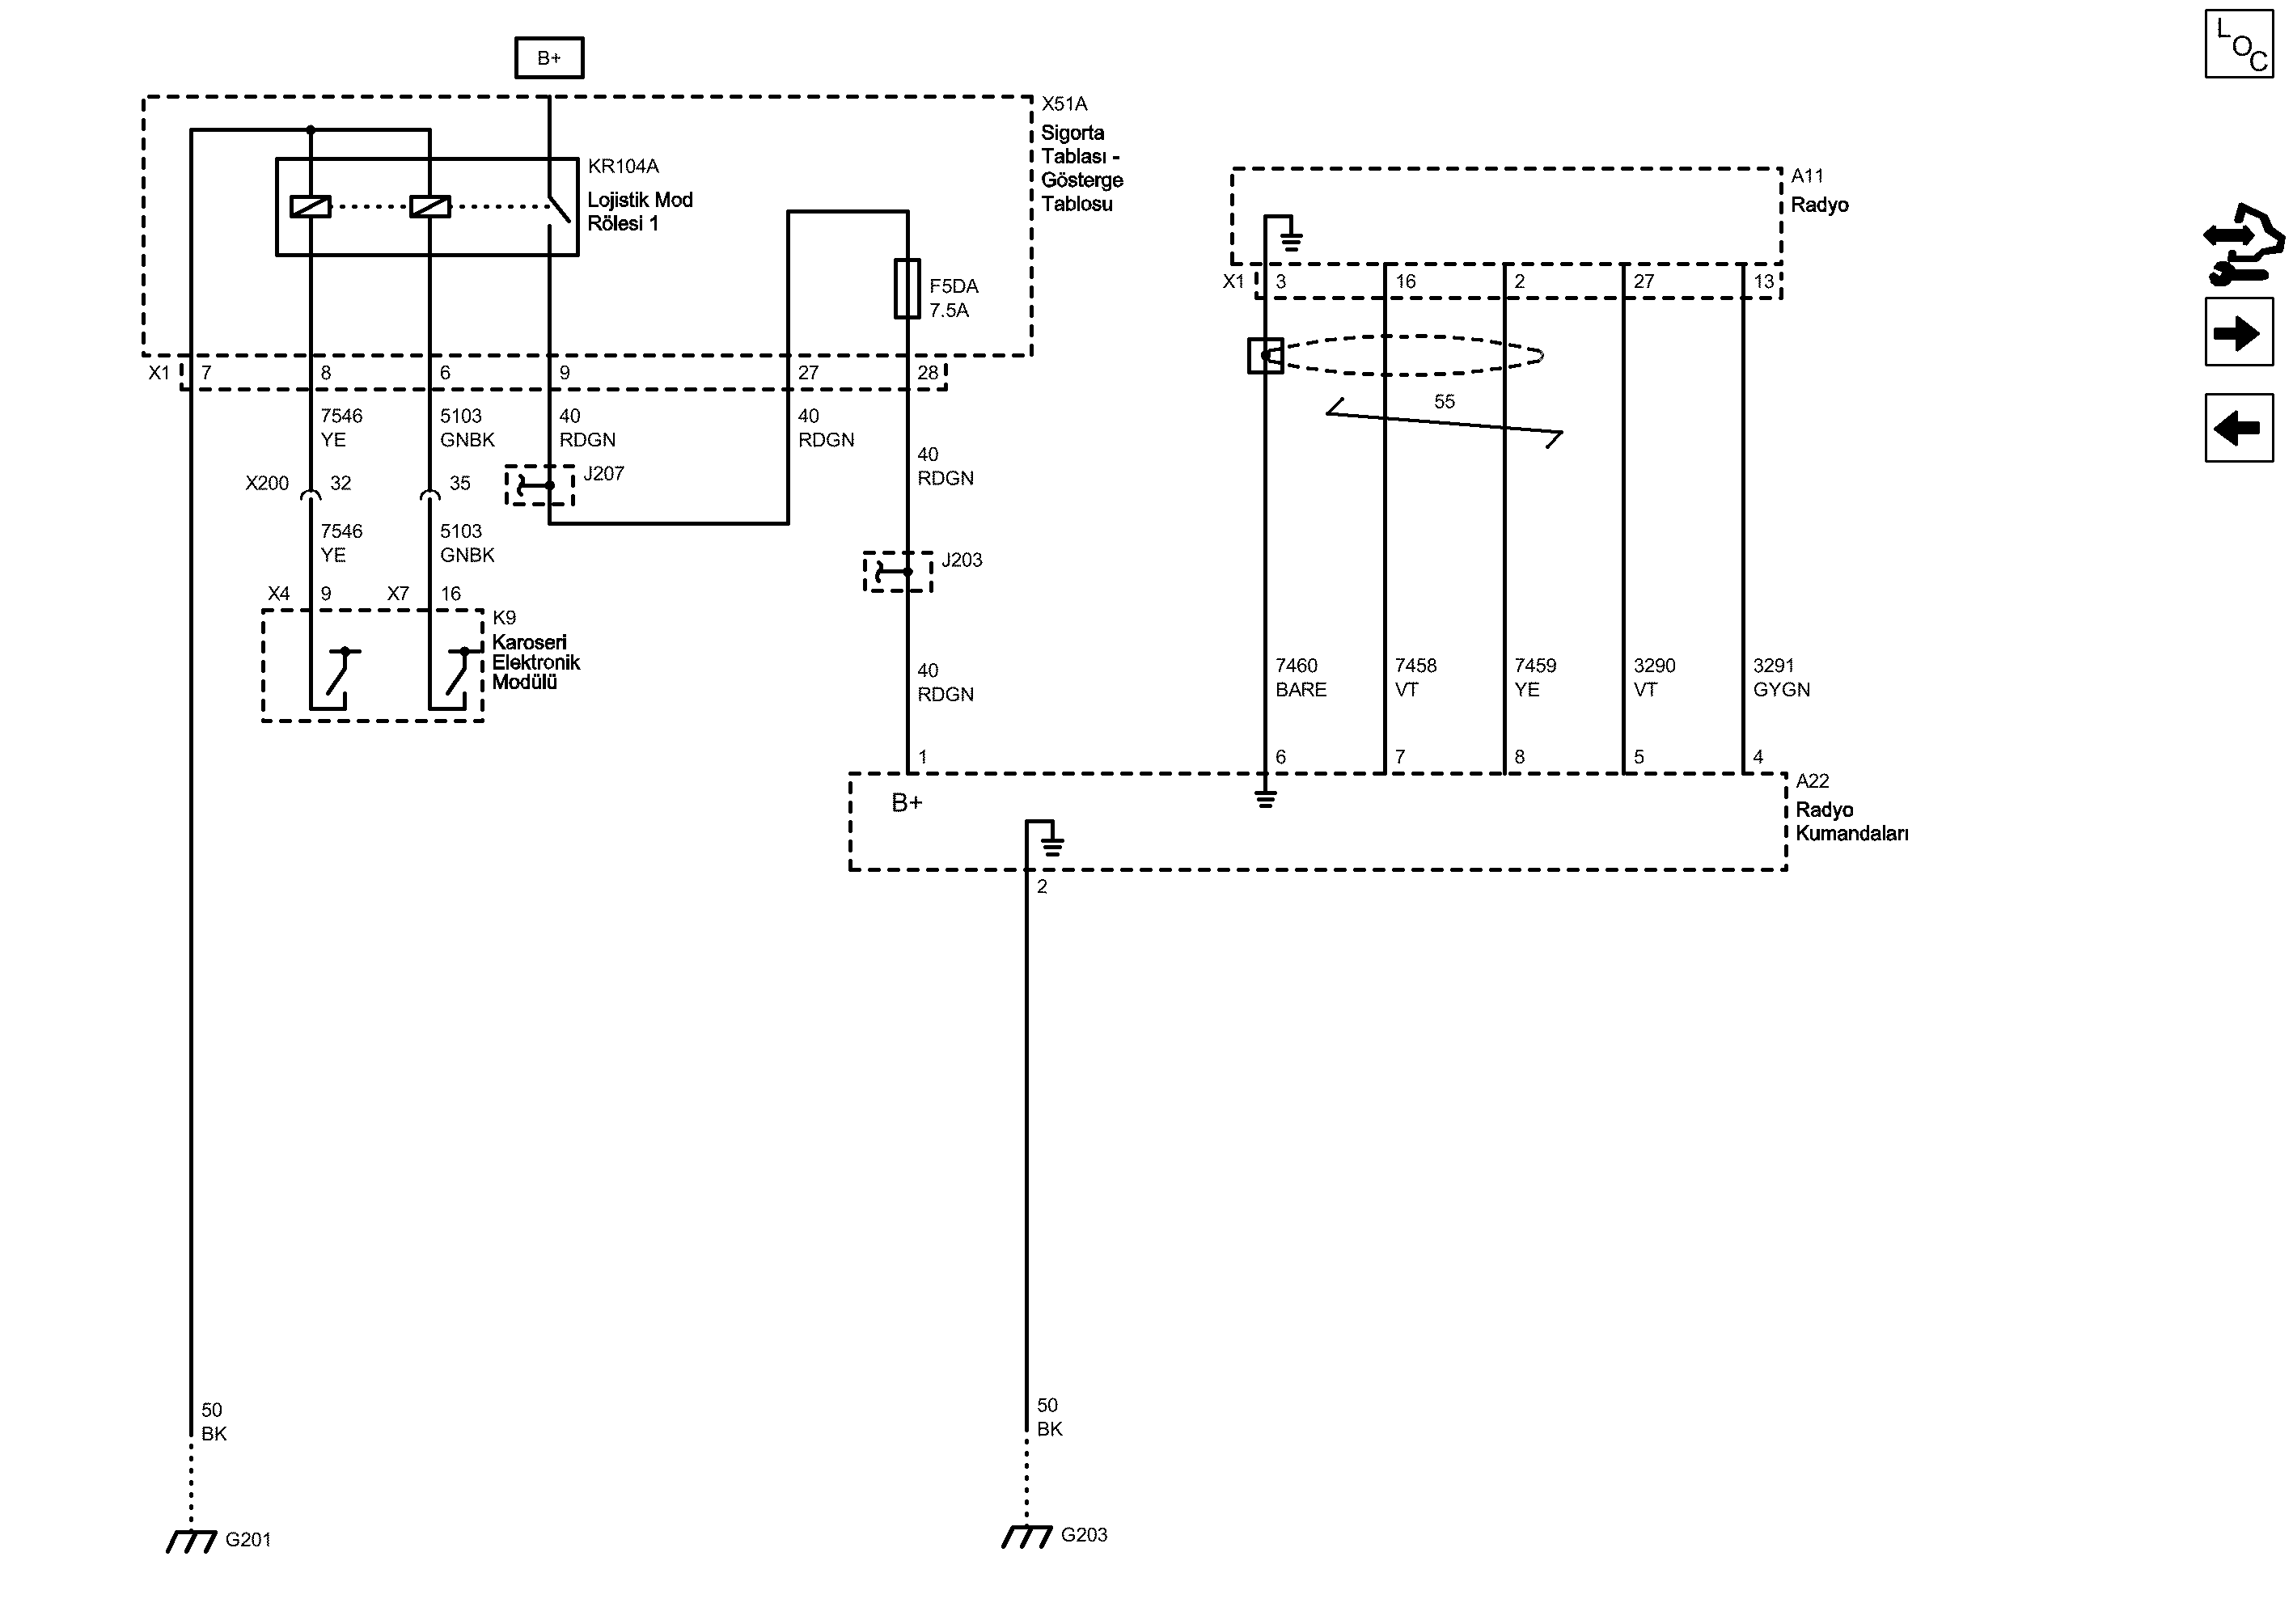 B+
X51A
Sigorta
Tablası -
Gösterge
Tablosu
KR104A
Lojistik Mod
Rölesi 1
F5DA
7.5A
X1 7 8 6 9 27 28
7546
YE
5103
GNBK
40
RDGN
40
RDGN
40
RDGN
X200 32 35
J207
7546
YE
5103
GNBK
J203
X4 9 X7 16
K9
Karoseri
Elektronik
Modülü
40
RDGN
A11
Radyo
X1 3 16 2 27 13
55
7460
BARE
7458
VT
7459
YE
3290
VT
3291
GYGN
1 6 7 8 5 4
A22
Radyo
Kumandaları
B+
2
50
BK
50
BK
G201
G203
LOC